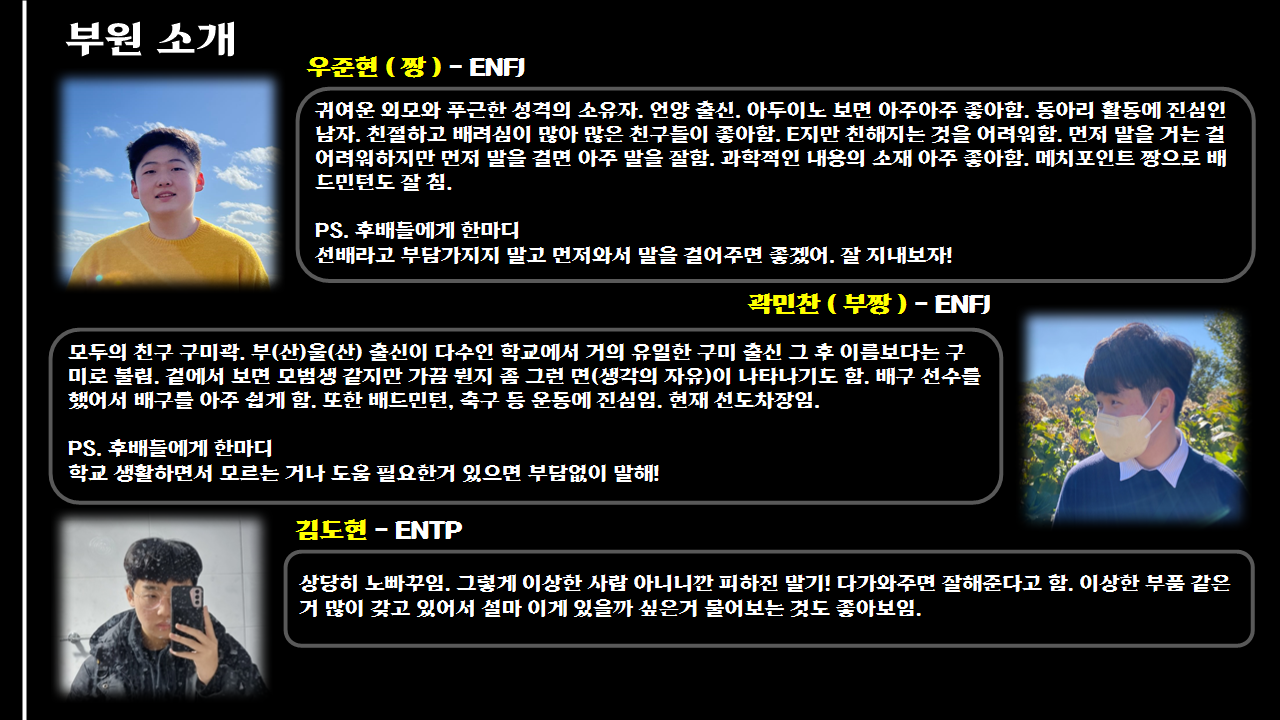 부원 소개
우준현 ( 짱 ) - ENFJ
귀여운 외모와 푸근한 성격의 소유자. 언양 출신. 아두이노 보면 아주아주 좋아함. 동아리 활동에 진심인
남자. 친절하고 배려심이 많아 많은 친구들이 좋아함. E지만 친해지는 것을 어려워함. 먼저 말을 거는 걸
어려워하지만 먼저 말을 걸면 아주 말을 잘함. 과학적인 내용의 소재 아주 좋아함. 메치포인트 짱으로 배
드민턴도 잘 침.
PS. 후배들에게 한마디
선배라고 부담가지지 말고 먼저와서 말을 걸어주면 좋겠어. 잘 지내보자!
곽민찬 ( 부짱 ) - ENFJ
모두의 친구 구미곽. 부(산)울(산) 출신이 다수인 학교에서 거의 유일한 구미 출신 그 후 이름보다는 구
미로 불림. 겉에서 보면 모범생 같지만 가끔 뭔지 좀 그런 면(생각의 자유)이 나타나기도 함. 배구 선수를
했어서 배구를 아주 쉽게 함. 또한 배드민턴, 축구 등 운동에 진심임. 현재 선도차장임.
PS. 후배들에게 한마디
학교 생활하면서 모르는 거나 도움 필요한거 있으면 부담없이 말해!
김도현 - ENTP
상당히 노빠꾸임. 그렇게 이상한 사람 아니니깐 피하진 말기! 다가와주면 잘해준다고 함. 이상한 부품 같은
거 많이 갖고 있어서 설마 이게 있을까 싶은거 물어보는 것도 좋아보임.